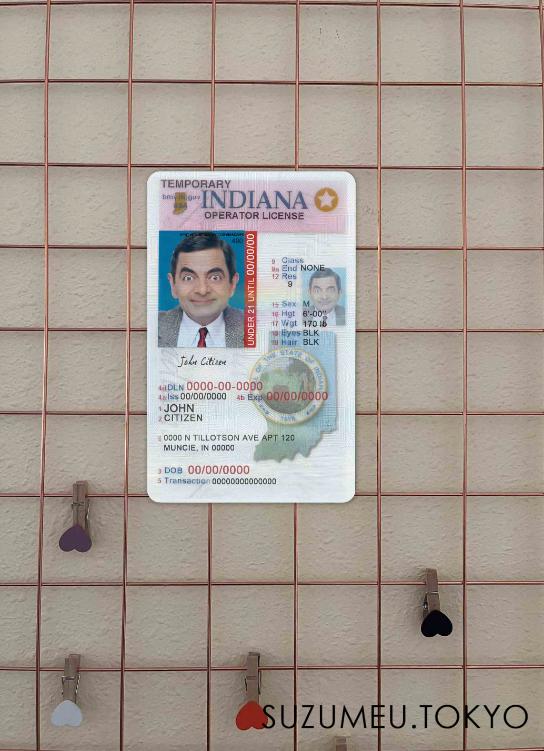 TEMPORARY
INDIANA
OPERATOR LICENSE
UNDER 21 UNTIL 00/00/00
9 Class
9a End NONE
12 Res
9
15 Sex M
16 Hgt 6'-00"
17 Wgt 170 lb
18 Eyes BLK
19 Hair BLK
John Citizen
4d DLN 0000-00-0000
4a Iss 00/00/0000 4b Exp 00/00/0000
1 JOHN
2 CITIZEN
0000 N TILLOTSON AVE APT 120
MUNCIE, IN 00000
3 DOB 00/00/0000
5 Transaction 00000000000000
SUZUMEU.TOKYO